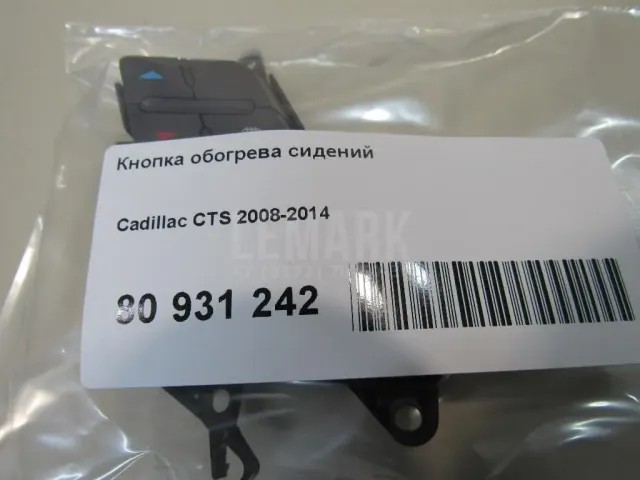 Кнопка обогрева сидений
Cadillac CTS 2008-2014
LEMARK
80 931 242